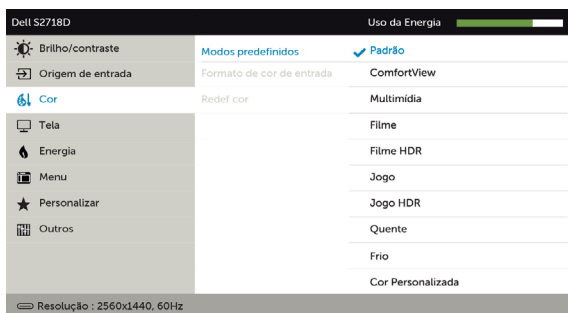 Dell S2718D
Uso da Energia
Brilho/contraste
Origem de entrada
Cor
Tela
Energia
Menu
Personalizar
Outros
Modos predefinidos
Formato de cor de entrada
Redef cor
Padrão
ComfortView
Multimídia
Filme
Filme HDR
Jogo
Jogo HDR
Quente
Frio
Cor Personalizada
Resolução : 2560x1440, 60Hz